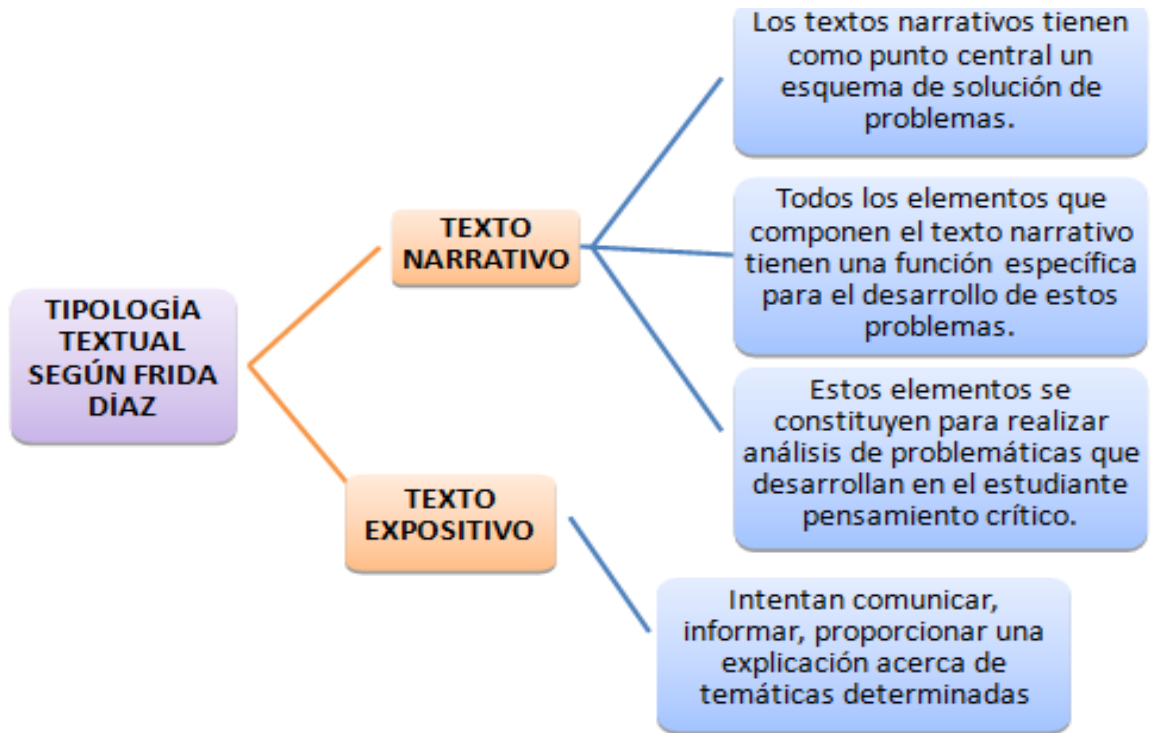 TIPOLOGÍA
TEXTUAL
SEGÚN FRIDA
DÍAZ
TEXTO
NARRATIVO
Los textos narrativos tienen
como punto central un
esquema de solución de
problemas.
Todos los elementos que
componen el texto narrativo
tienen una función específica
para el desarrollo de estos
problemas.
Estos elementos se
constituyen para realizar
análisis de problemáticas que
desarrollan en el estudiante
pensamiento crítico.
TEXTO
EXPOSITIVO
Intentan comunicar,
informar, proporcionar una
explicación acerca de
temáticas determinadas